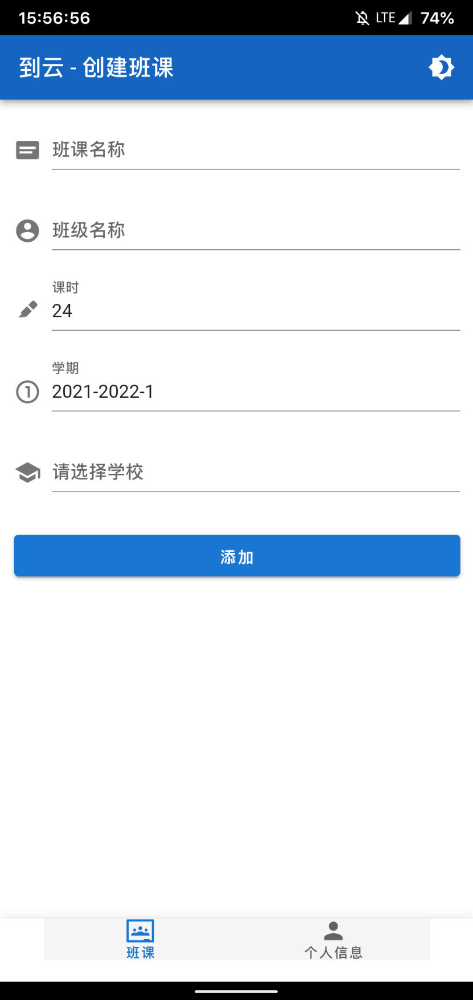 15:56:56 LTE 74%
到云 - 创建班课
班课名称
班级名称
课时
24
学期
2021-2022-1
请选择学校
添加
班课 个人信息